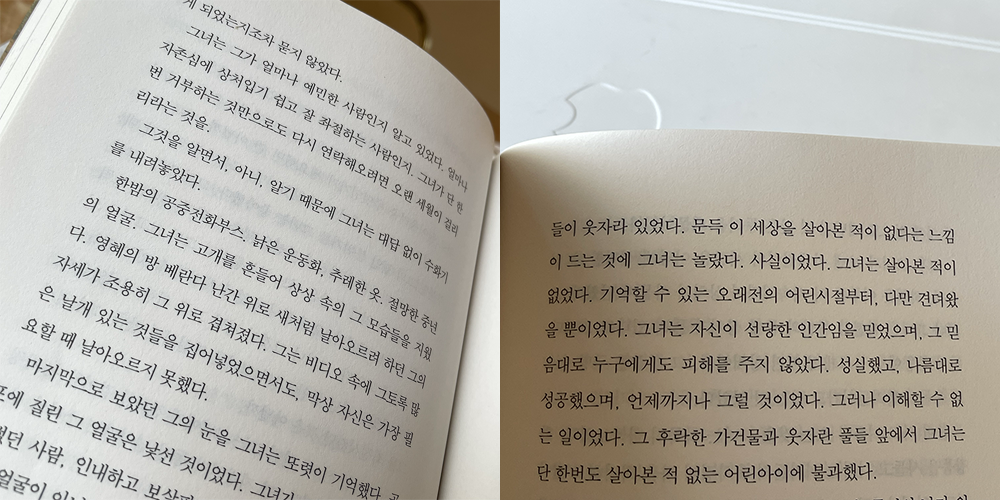 게 되었는지조차 묻지 않았다.
그녀는 그가 얼마나 예민한 사람인지 알고 있었다. 얼마나
자존심에 상처입기 쉽고 잘 좌절하는 사람인지. 그녀가 단 한
번 거부하는 것만으로도 다시 연락해오려면 오랜 세월이 걸리
리라는 것을.
그것을 알면서, 아니, 알기 때문에 그녀는 대답 없이 수화기
를 내려놓았다.
한밤의 공중전화부스. 낡은 운동화, 추레한 옷. 절망한 중년
의 얼굴. 그녀는 고개를 흔들어 상상 속의 그 모습들을 지웠
다. 영혜의 방 베란다 난간 위로 새처럼 날아오르려 하던 그의
자세가 조용히 그 위로 겹쳐졌다. 그는 비디오 속에 그토록 많
은 날개 있는 것들을 집어넣었으면서도, 막상 자신은 가장 필
요할 때 날아오르지 못했다.
마지막으로 보았던 그의 눈을 그녀는 또렷이 기억했다.
에 질린 그 얼굴은 낯선 것이었다.
사람, 인내하고
들이 웃자라 있었다. 문득 이 세상을 살아본 적이 없다는 느낌
이 드는 것에 그녀는 놀랐다. 사실이었다. 그녀는 살아본 적이
없었다. 기억할 수 있는 오래전의 어린시절부터, 다만 견뎌왔
을 뿐이었다. 그녀는 자신이 선량한 인간임을 믿었으며, 그 믿
음대로 누구에게도 피해를 주지 않았다. 성실했고, 나름대로
성공했으며, 언제까지나 그럴 것이었다. 그러나 이해할 수 없
는 일이었다. 그 후락한 가건물과 웃자란 풀들 앞에서 그녀는
단 한번도 살아본 적 없는 어린아이에 불과했다.